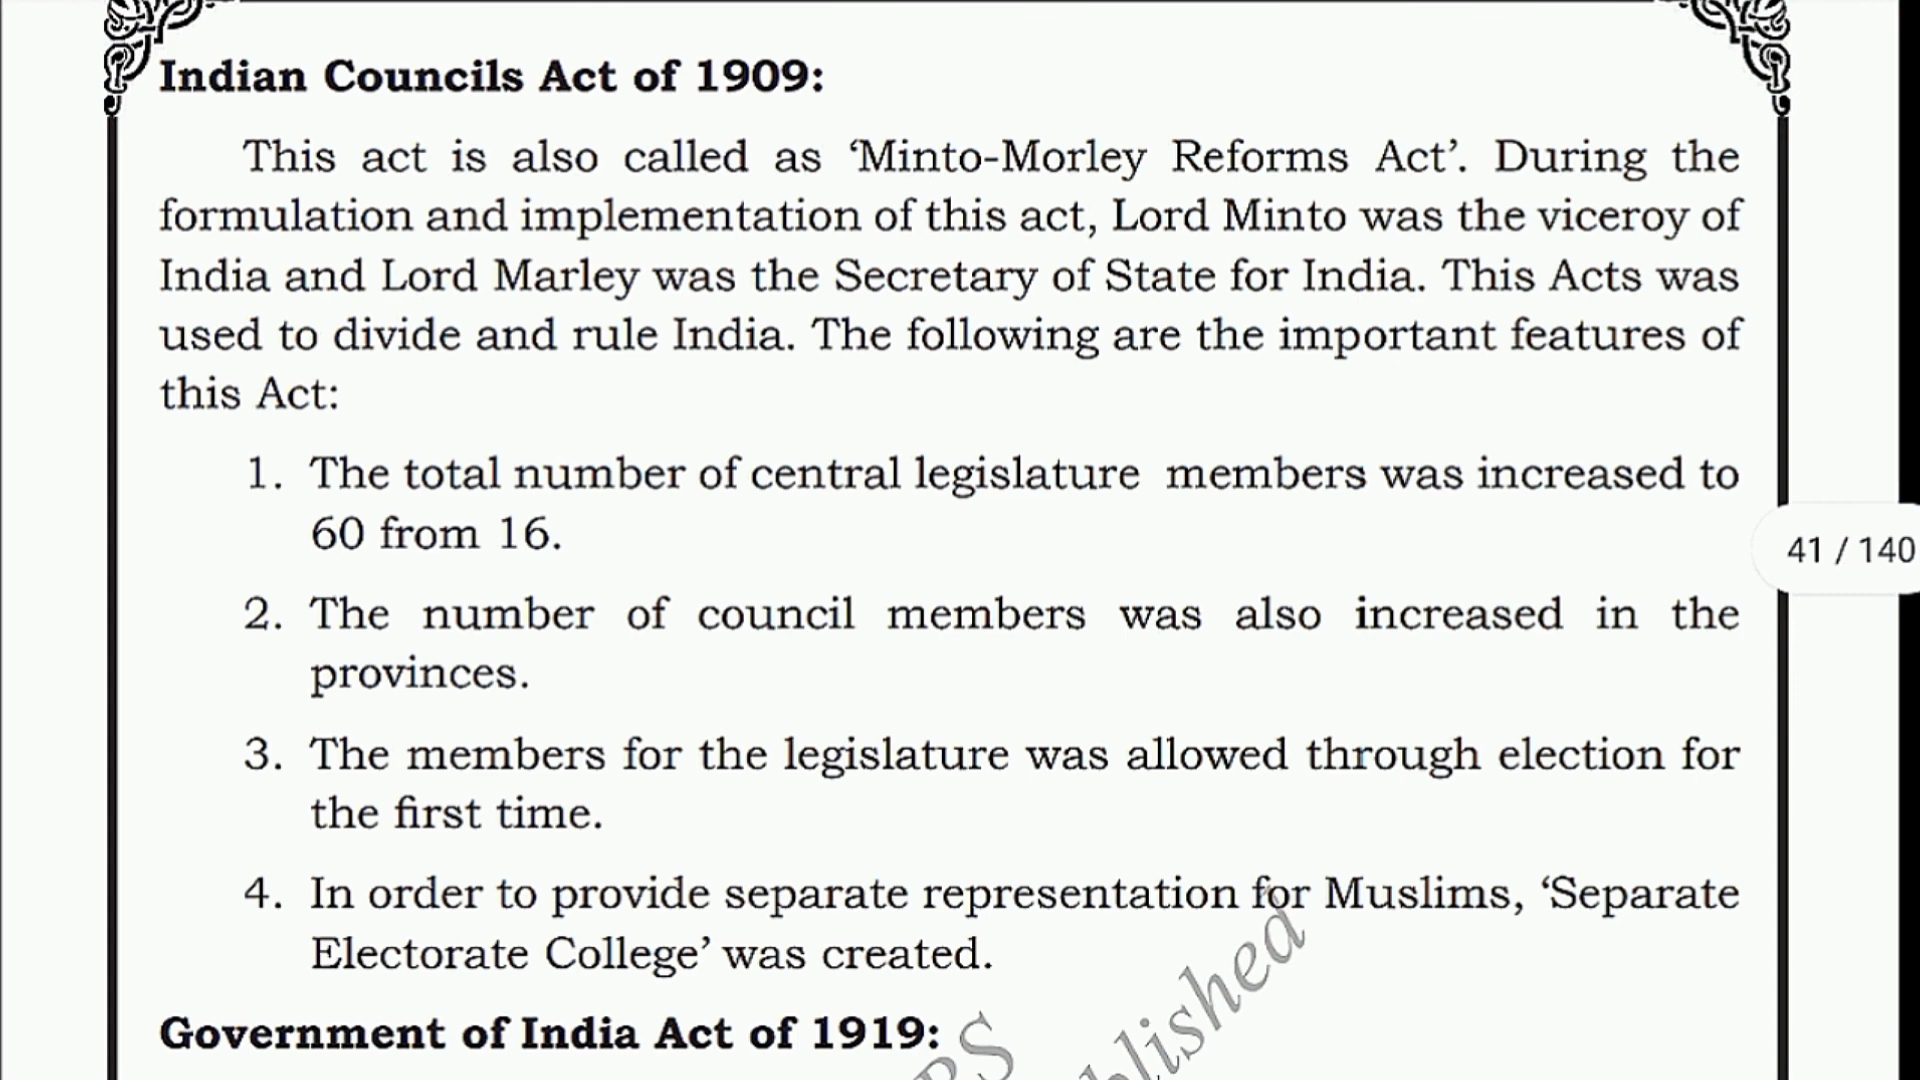 Indian Councils Act of 1909:
This act is also called as ‘Minto-Morley Reforms Act’. During the
formulation and implementation of this act, Lord Minto was the viceroy of
India and Lord Marley was the Secretary of State for India. This Acts was
used to divide and rule India. The following are the important features of
this Act:
1. The total number of central legislature members was increased to
60 from 16.
2. The number of council members was also increased in the
provinces.
3. The members for the legislature was allowed through election for
the first time.
4. In order to provide separate representation for Muslims, ‘Separate
Electorate College’ was created.
Government of India Act of 1919:
41 / 140